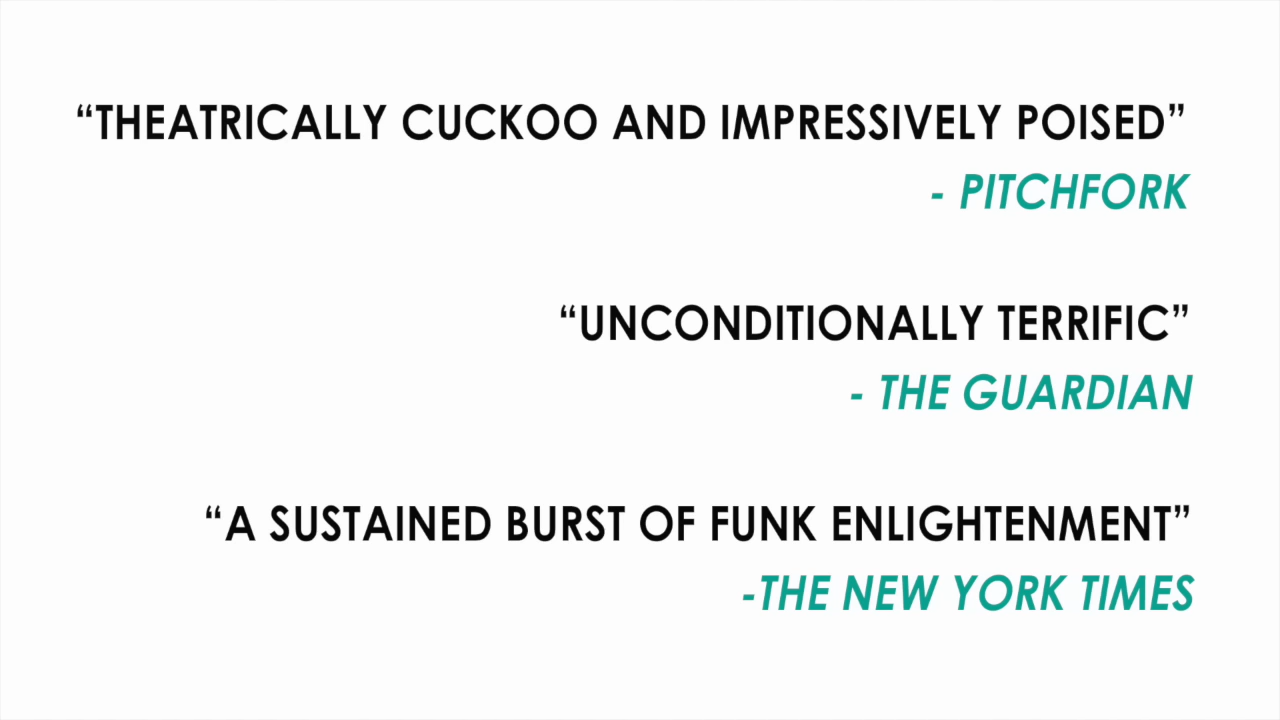 “THEATRICALLY CUCKOO AND IMPRESSIVELY POISED”
- PITCHFORK
“UNCONDITIONALLY TERRIFIC”
- THE GUARDIAN
“A SUSTAINED BURST OF FUNK ENLIGHTENMENT”
-THE NEW YORK TIMES